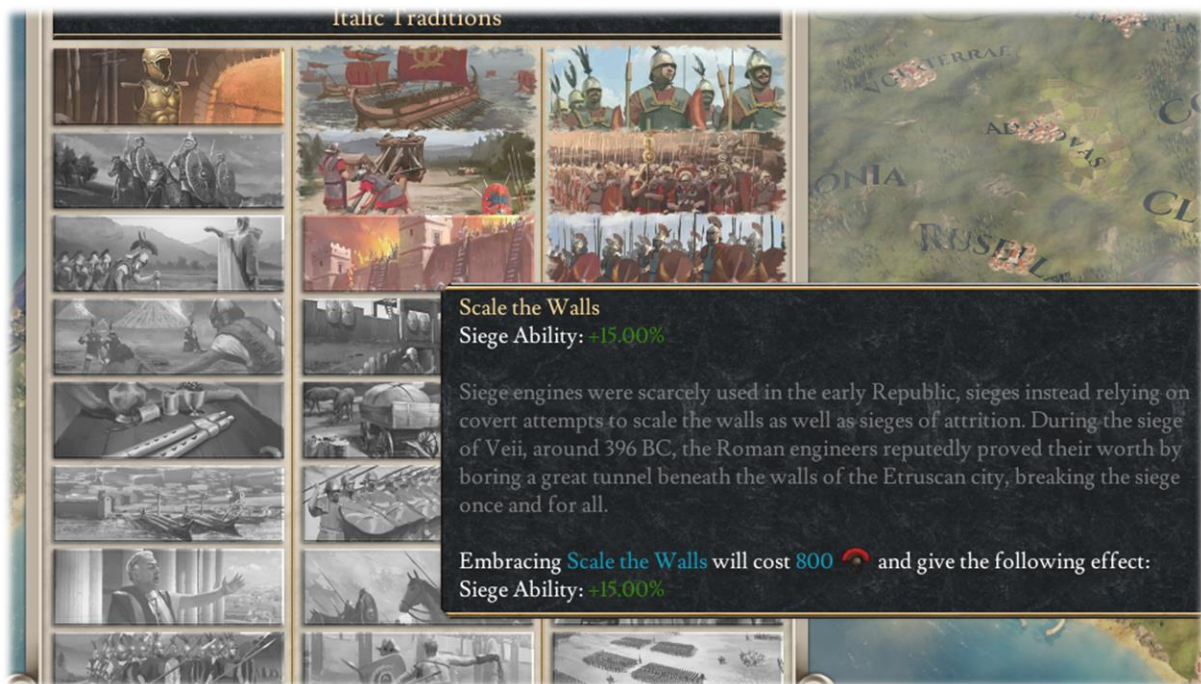 Italic Traditions
Scale the Walls
Siege Ability: +15.00%
Siege engines were scarcely used in the early Republic, sieges instead relying on
covert attempts to scale the walls as well as sieges of attrition. During the siege
of Veii, around 396 BC, the Roman engineers reputedly proved their worth by
boring a great tunnel beneath the walls of the Etruscan city, breaking the siege
once and for all.
Embracing Scale the Walls will cost 800 and give the following effect:
Siege Ability: +15.00%
ONIA
CL
RUSELLA